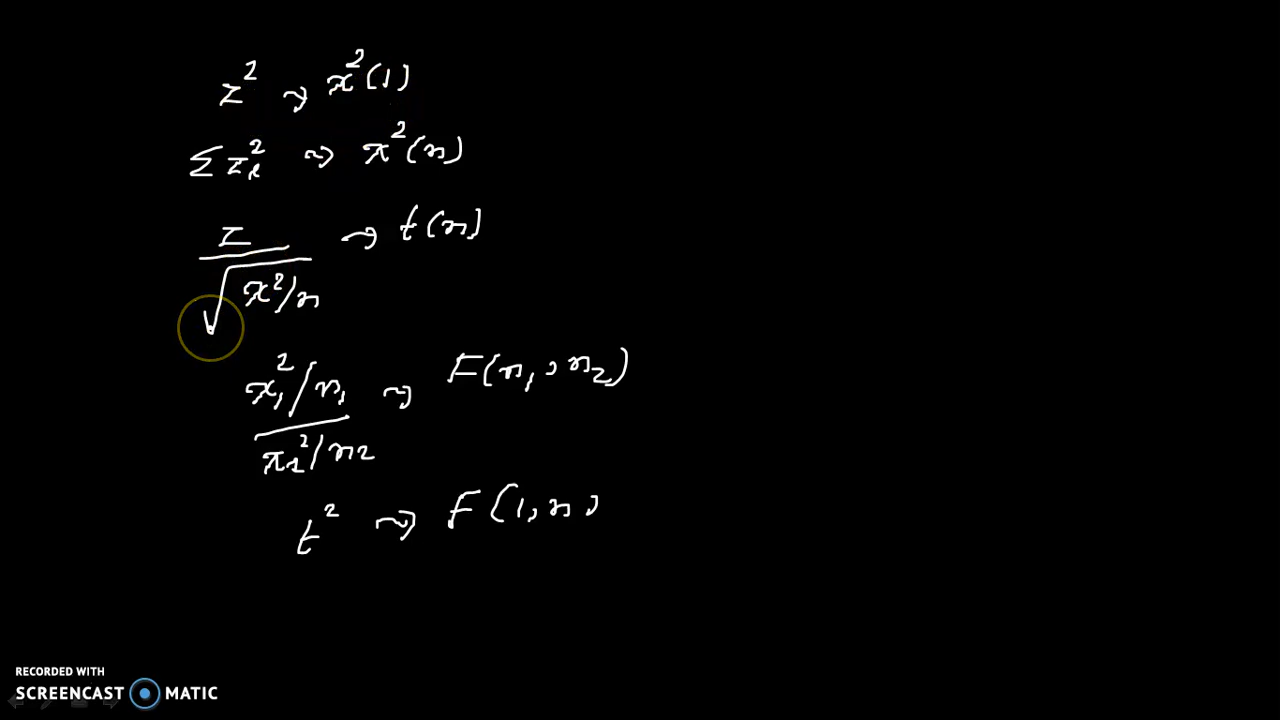 z² → χ²(1)
Σ zᵢ² → χ²(n)
z / √(χ²/n) → t(n)
χ₁²/n₁ / χ₂²/n₂ → F(n₁, n₂)
t² → F(1, n)
RECORDED WITH
SCREENCAST MATIC